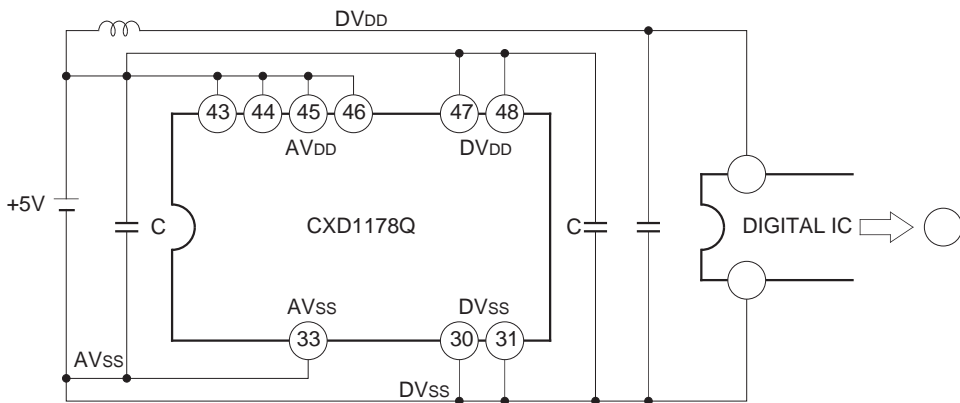 DVDD
43 44 45 46 47 48
AVDD DVDD
+5V C CXD1178Q C DIGITAL IC
AVSS DVSS
33 30 31
AVSS
DVSS